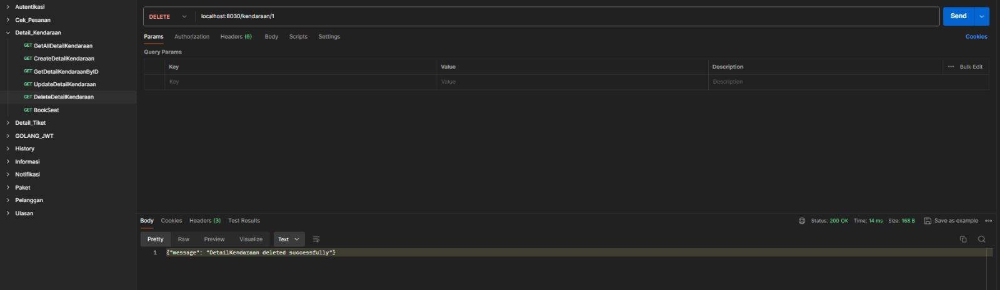 Autentikasi
Cek_Pesanan
Detail_Kendaraan
GET GetAllDetailKendaraan
GET CreateDetailKendaraan
GET GetDetailKendaraanByID
GET UpdateDetailKendaraan
GET DeleteDetailKendaraan
GET BookSeat
Detail_Tiket
GOLANG_JWT
History
Informasi
Notifikasi
Paket
Pelanggan
Ulasan
DELETE localhost:8030/kendaraan/1 Send
Params Authorization Headers (6) Body Scripts Settings Cookies
Query Params
Key Value Description ••• Bulk Edit
Key Value Description
Body Cookies Headers (3) Test Results Status: 200 OK Time: 14 ms Size: 168 B Save as example
Pretty Raw Preview Visualize Text
1 {"message": "DetailKendaraan deleted successfully"}